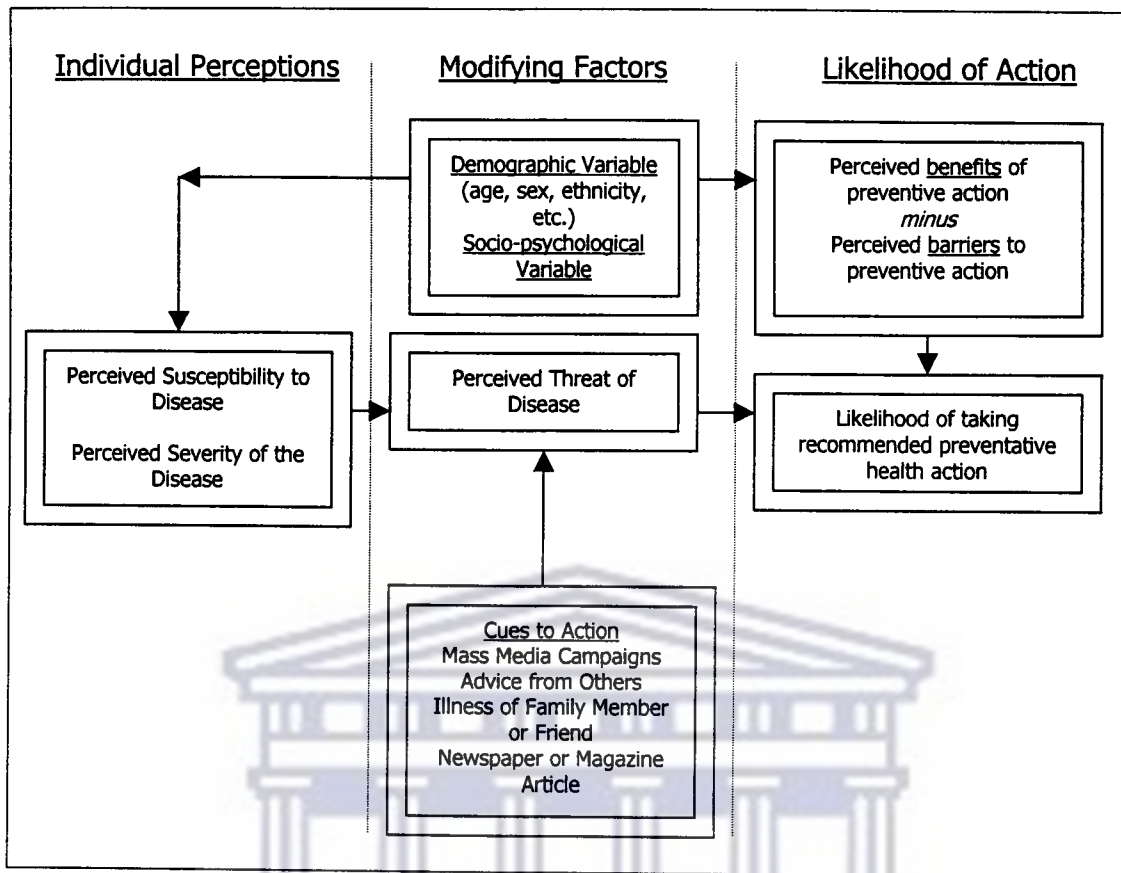 Individual Perceptions
Modifying Factors
Likelihood of Action
Demographic Variable
(age, sex, ethnicity,
etc.)
Socio-psychological
Variable
Perceived benefits of
preventive action
minus
Perceived barriers to
preventive action
Perceived Susceptibility to
Disease
Perceived Severity of the
Disease
Perceived Threat of
Disease
Likelihood of taking
recommended preventative
health action
Cues to Action
Mass Media Campaigns
Advice from Others
Illness of Family Member
or Friend
Newspaper or Magazine
Article